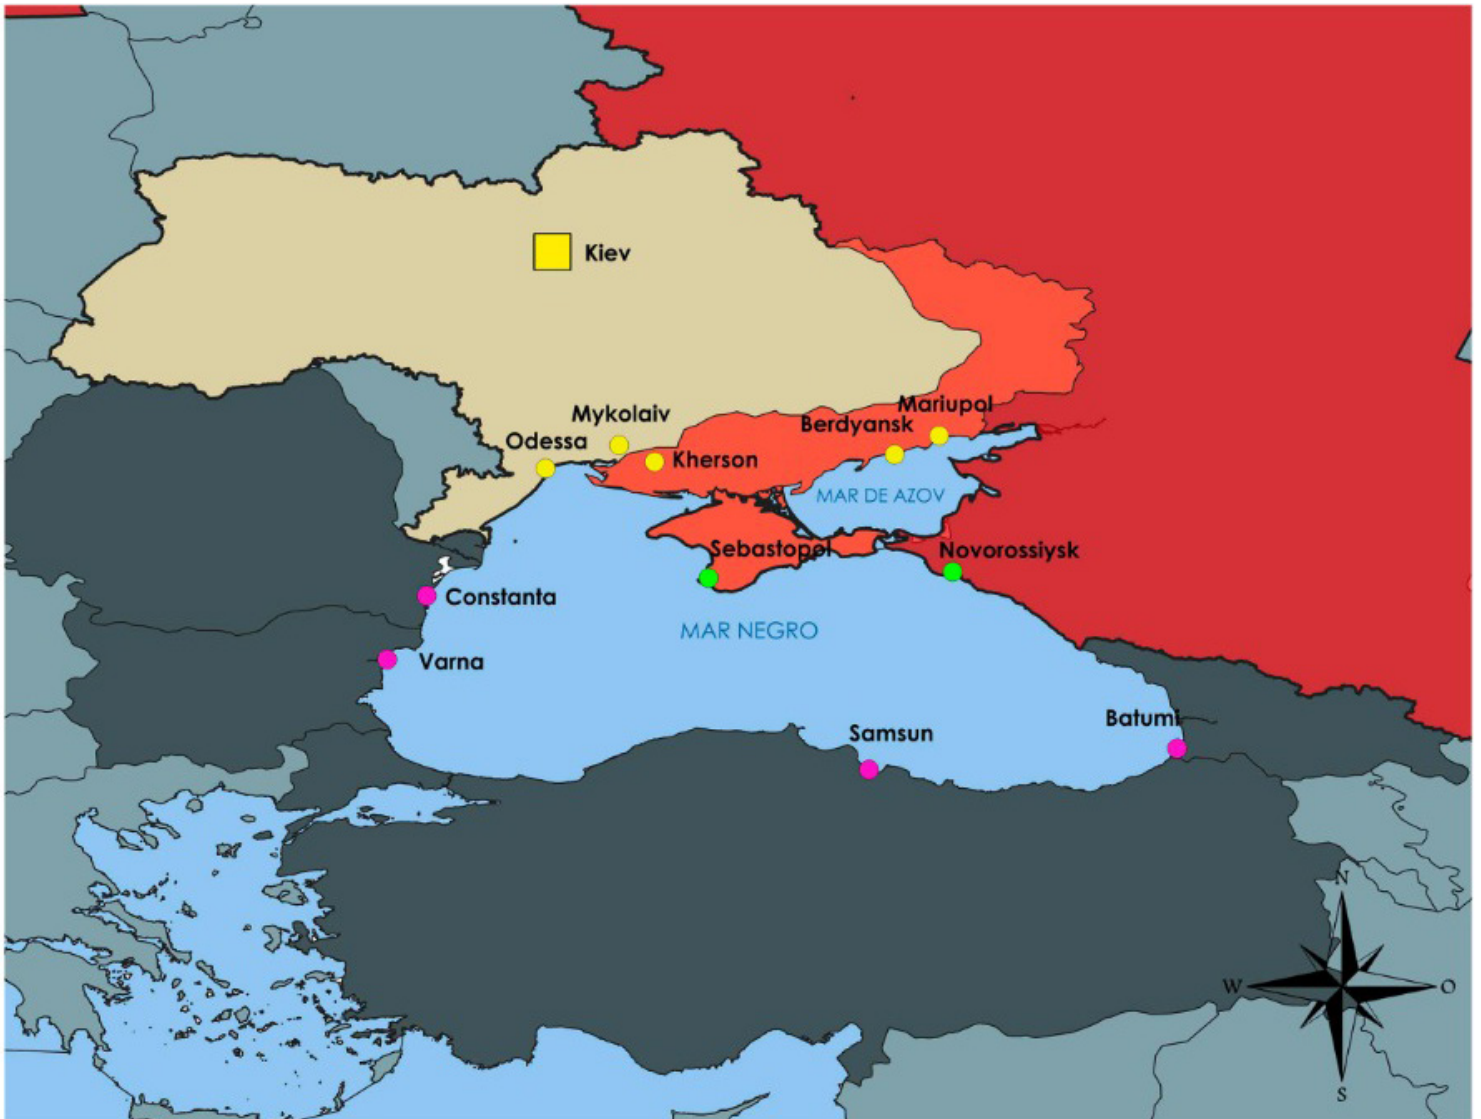 Kiev
Mykolaiv
Mariupol
Berdyansk
Odessa
Kherson
MAR DE AZOV
Sebastopol
Novorossiysk
Constanta
MAR NEGRO
Varna
Batumi
Samsun
N
W
O
S